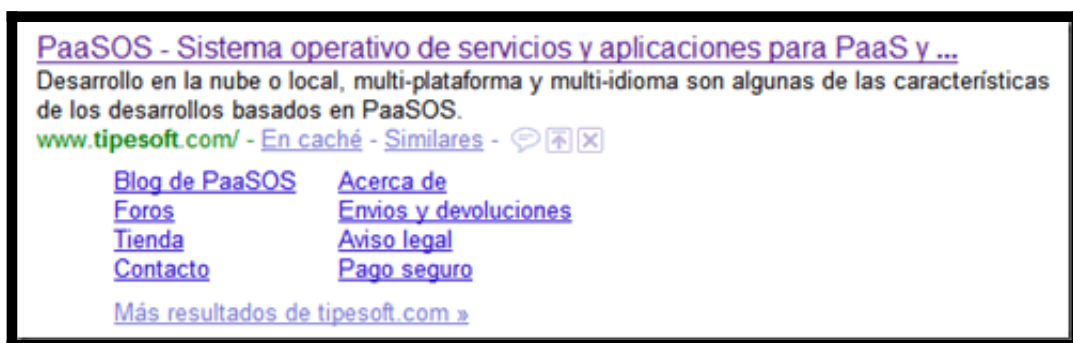 PaaSOS - Sistema operativo de servicios y aplicaciones para PaaS y ...
Desarrollo en la nube o local, multi-plataforma y multi-idioma son algunas de las características
de los desarrollos basados en PaaSOS.
www.tipesoft.com/ - En caché - Similares -
Blog de PaaSOS Acerca de
Foros Envios y devoluciones
Tienda Aviso legal
Contacto Pago seguro
Más resultados de tipesoft.com »